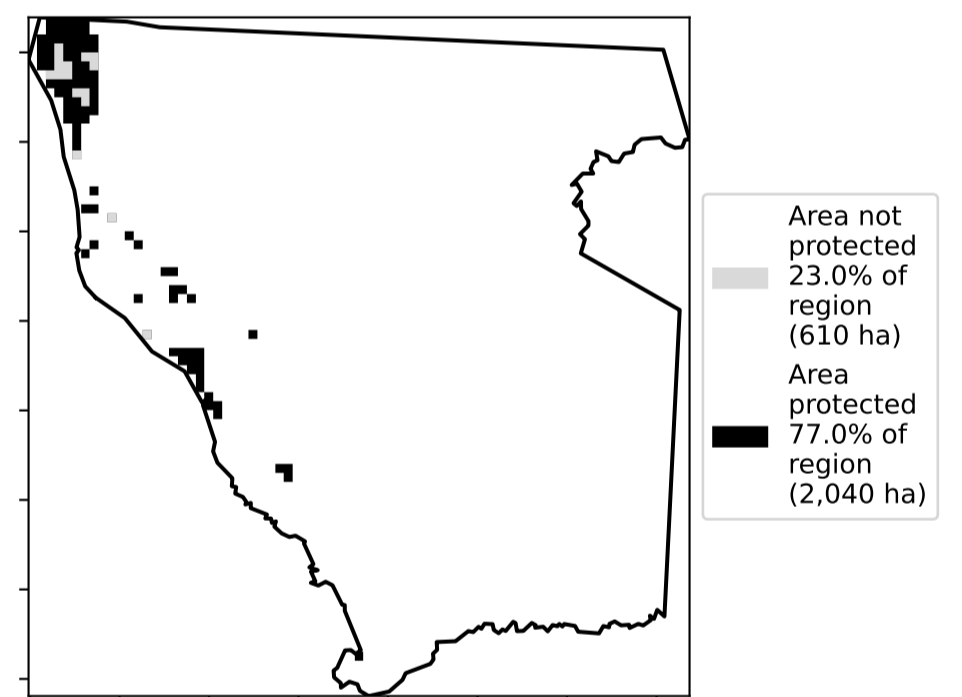 Area not
protected
23.0% of
region
(610 ha)
Area
protected
77.0% of
region
(2,040 ha)